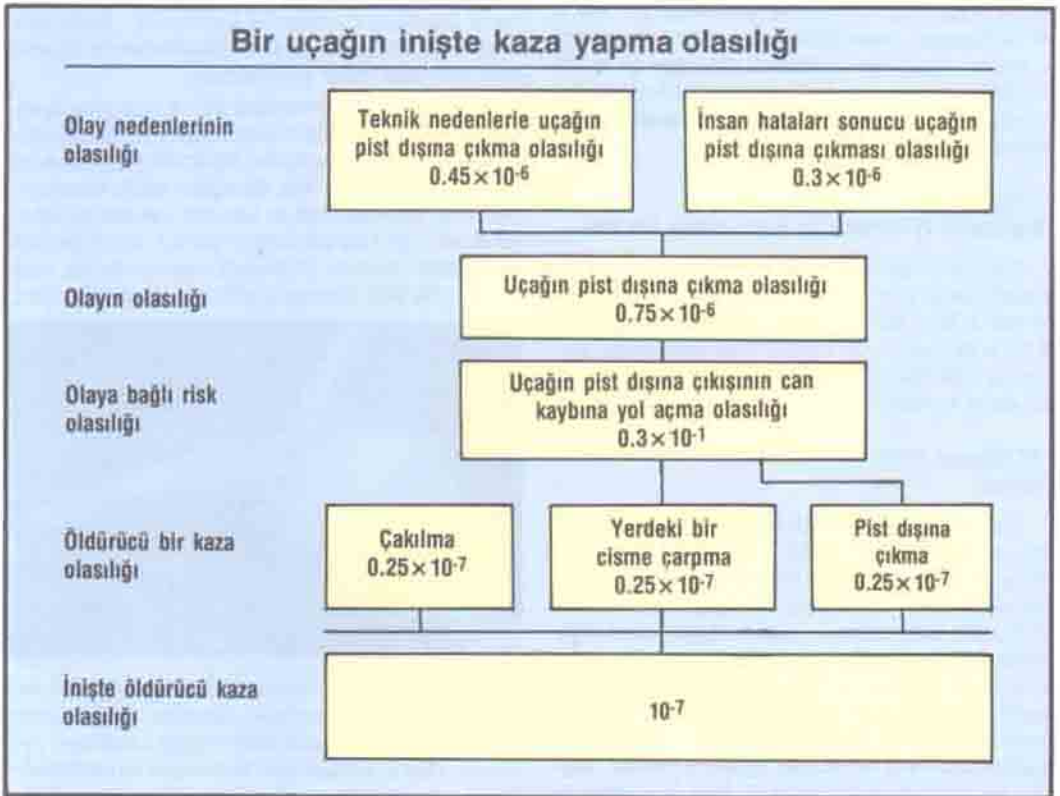 Bir uçağın inişte kaza yapma olasılığı
Olay nedenlerinin
olasılığı
Teknik nedenlerle uçağın
pist dışına çıkma olasılığı
0.45×10⁻⁶
İnsan hataları sonucu uçağın
pist dışına çıkması olasılığı
0.3×10⁻⁶
Olayın olasılığı
Uçağın pist dışına çıkma olasılığı
0.75×10⁻⁶
Olaya bağlı risk
olasılığı
Uçağın pist dışına çıkışının can
kaybına yol açma olasılığı
0.3×10⁻¹
Öldürücü bir kaza
olasılığı
Çakılma
0.25×10⁻⁷
Yerdeki bir
cisme çarpma
0.25×10⁻⁷
Pist dışına
çıkma
0.25×10⁻⁷
İnişte öldürücü kaza
olasılığı
10⁻⁷